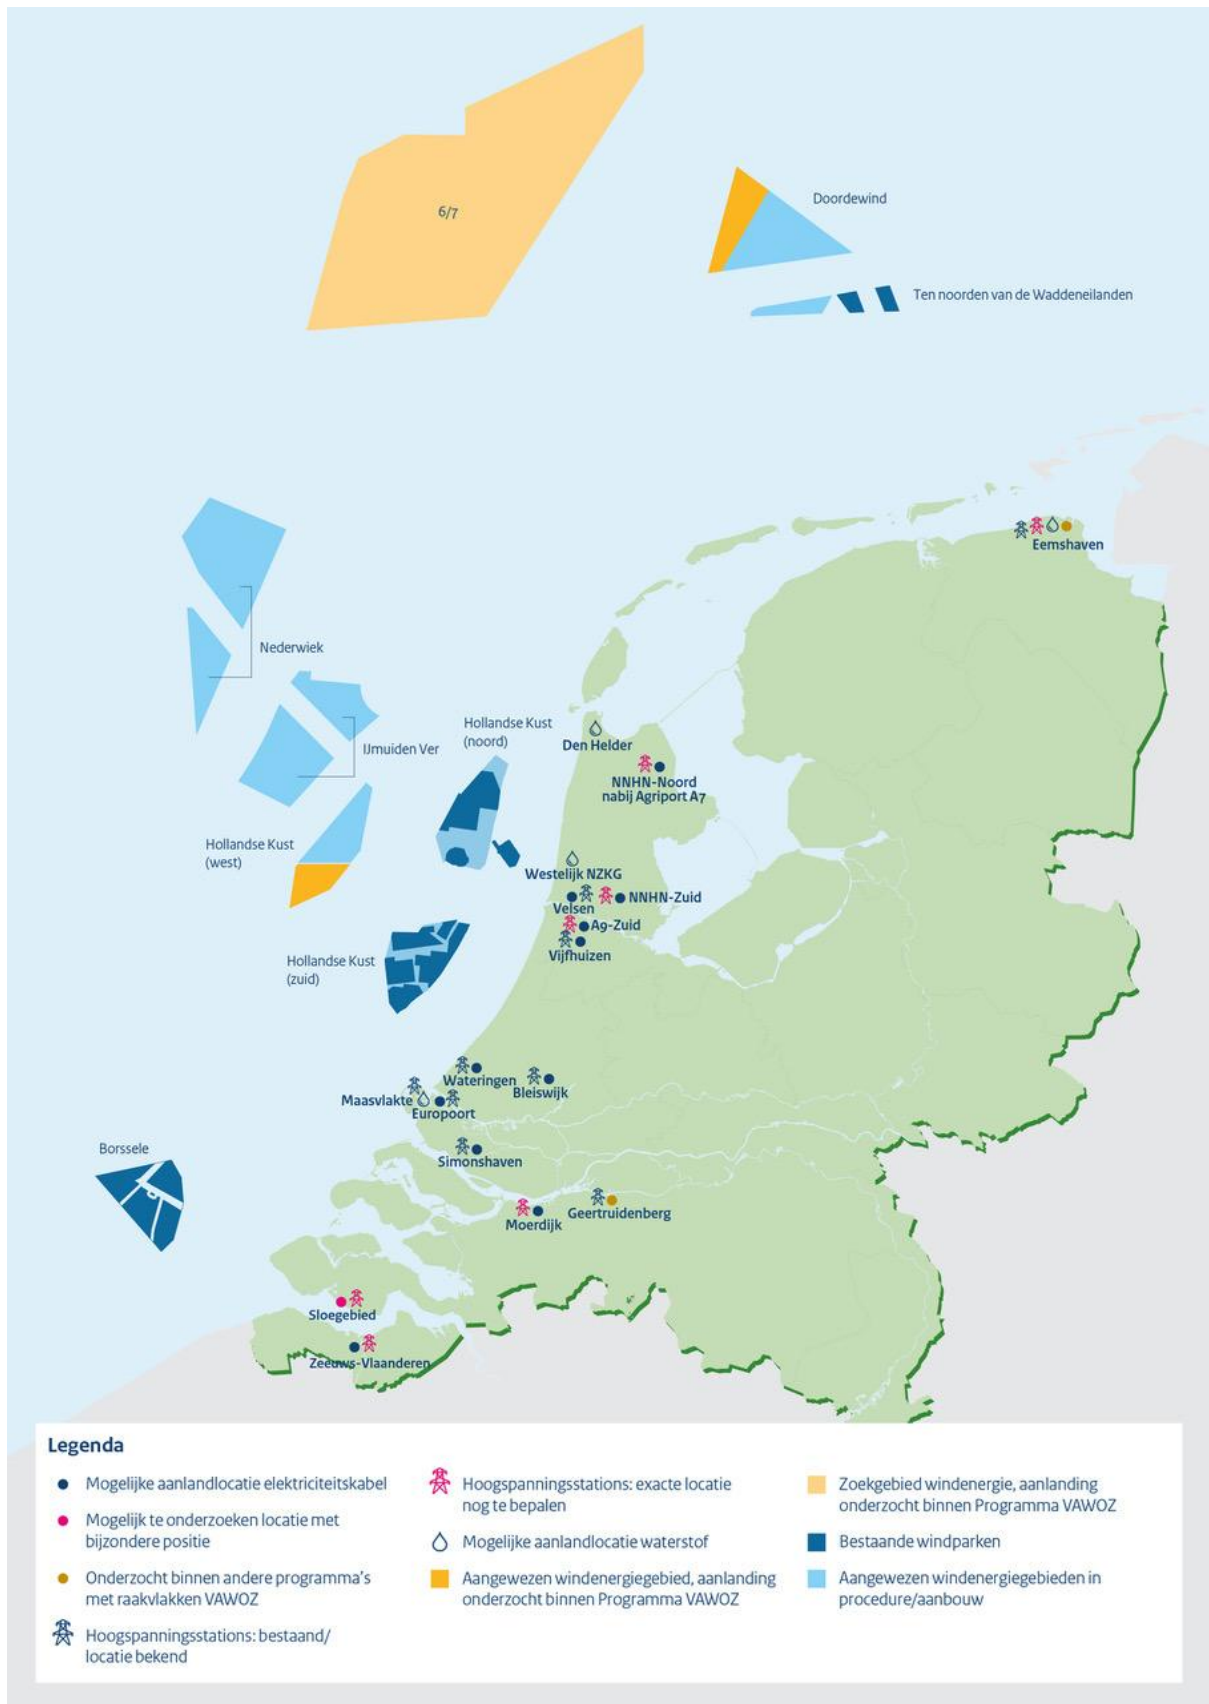 6/7
Doordewind
Ten noorden van de Waddeneilanden
Eemshaven
Nederwiek
IJmuiden Ver
Hollandse Kust
(noord)
Den Helder
NNHN-Noord
nabij Agriport A7
Hollandse Kust
(west)
Westelijk NZKG
Velsen
NNHN-Zuid
A9-Zuid
Vijfhuizen
Hollandse Kust
(zuid)
Wateringen
Bleiswijk
Maasvlakte
Europoort
Borssele
Simonshaven
Geertruidenberg
Moerdijk
Sloegebied
Zeeuws-Vlaanderen
Legenda
Mogelijke aanlandlocatie elektriciteitskabel
Mogelijk te onderzoeken locatie met
bijzondere positie
Onderzocht binnen andere programma's
met raakvlakken VAWOZ
Hoogspanningsstations: bestaand/
locatie bekend
Hoogspanningsstations: exacte locatie
nog te bepalen
Mogelijke aanlandlocatie waterstof
Aangewezen windenergiegebied, aanlanding
onderzocht binnen Programma VAWOZ
Zoekgebied windenergie, aanlanding
onderzocht binnen Programma VAWOZ
Bestaande windparken
Aangewezen windenergiegebieden in
procedure/aanbouw